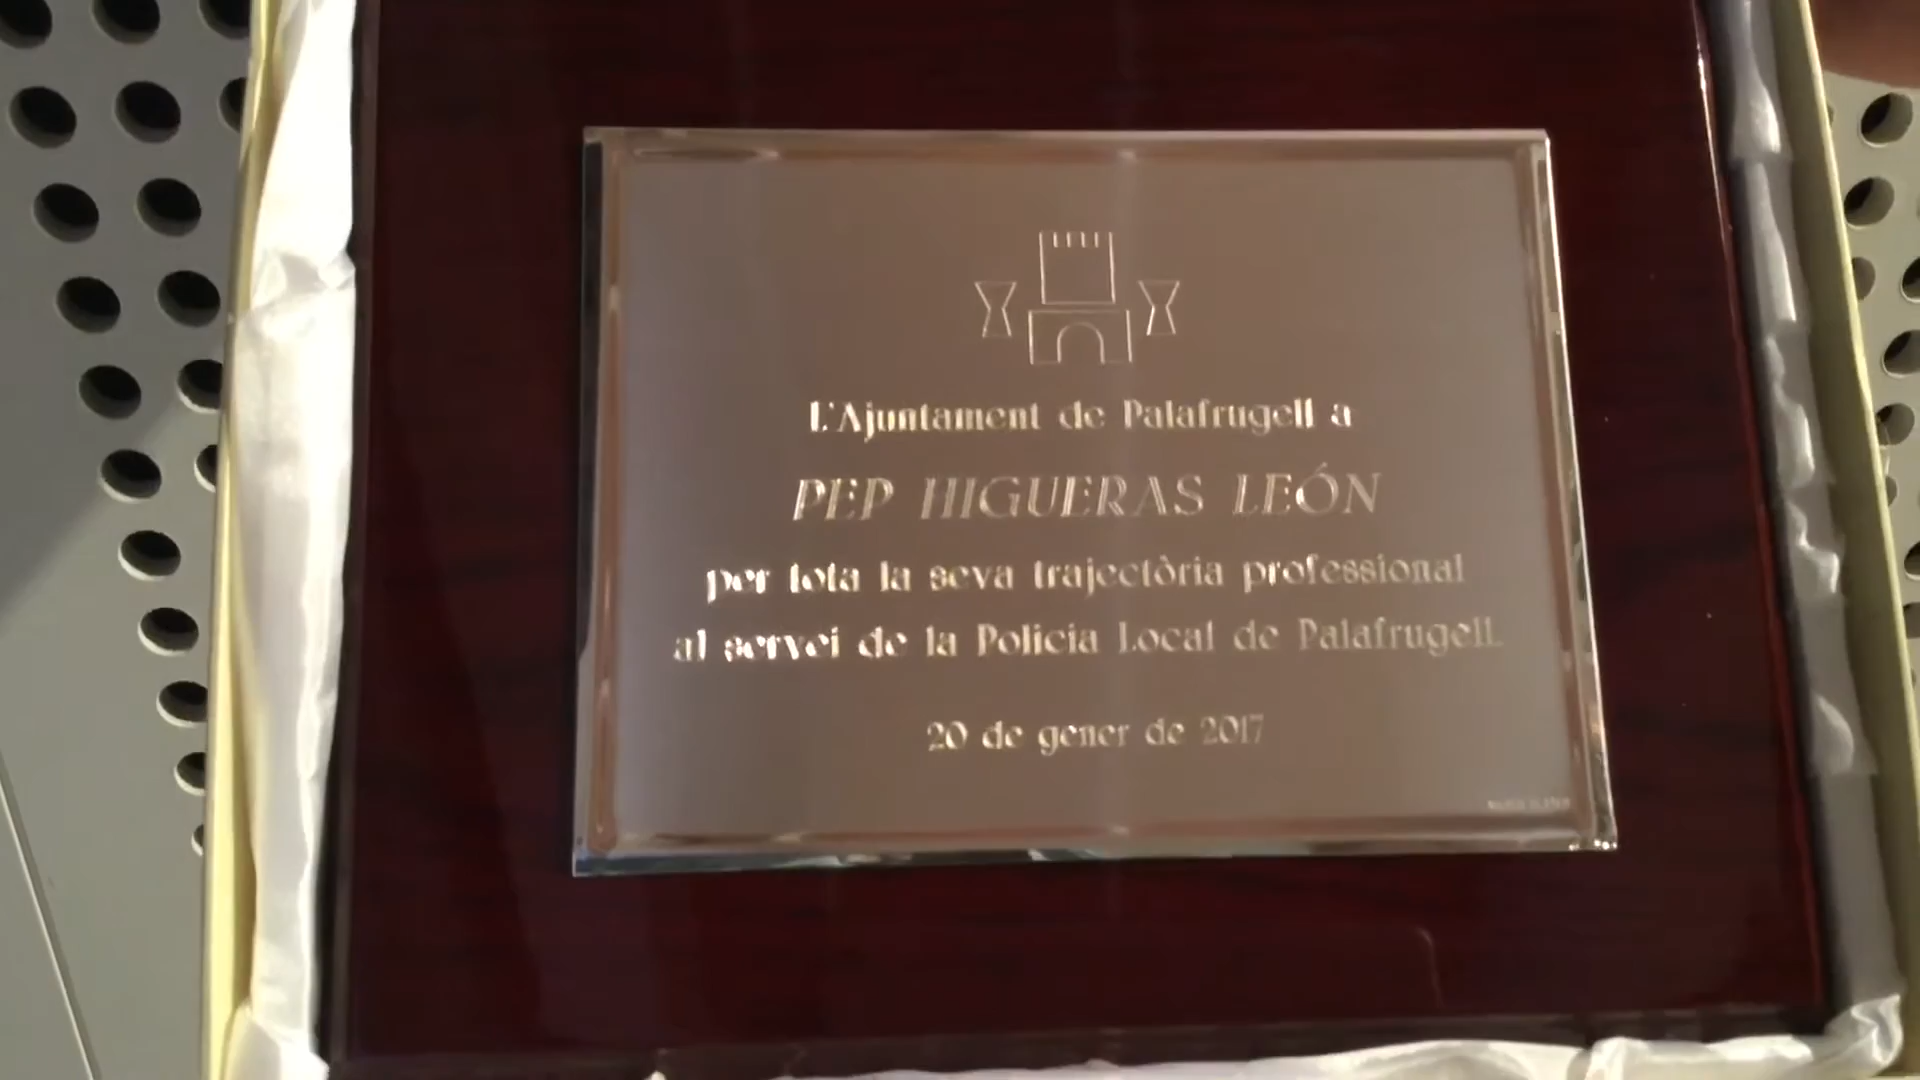 L'Ajuntament de Palafrugell a
PEP HIGUERAS LEÓN
per tota la seva trajectòria professional
al servei de la Policia Local de Palafrugell.
20 de gener de 2017